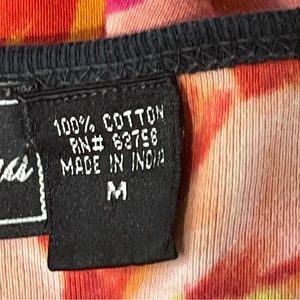 100% COTTON
RN# 63756
MADE IN INDIA
M